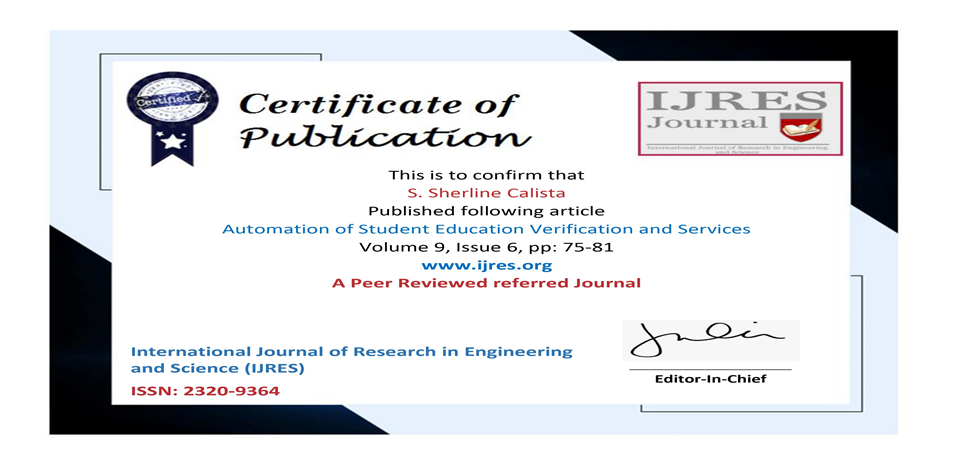 Certified
Certificate of
Publication
IJRES
Journal
International Journal of Research in Engineering
and Science
This is to confirm that
S. Sherline Calista
Published following article
Automation of Student Education Verification and Services
Volume 9, Issue 6, pp: 75-81
www.ijres.org
A Peer Reviewed referred Journal
International Journal of Research in Engineering
and Science (IJRES)
ISSN: 2320-9364
Editor-In-Chief